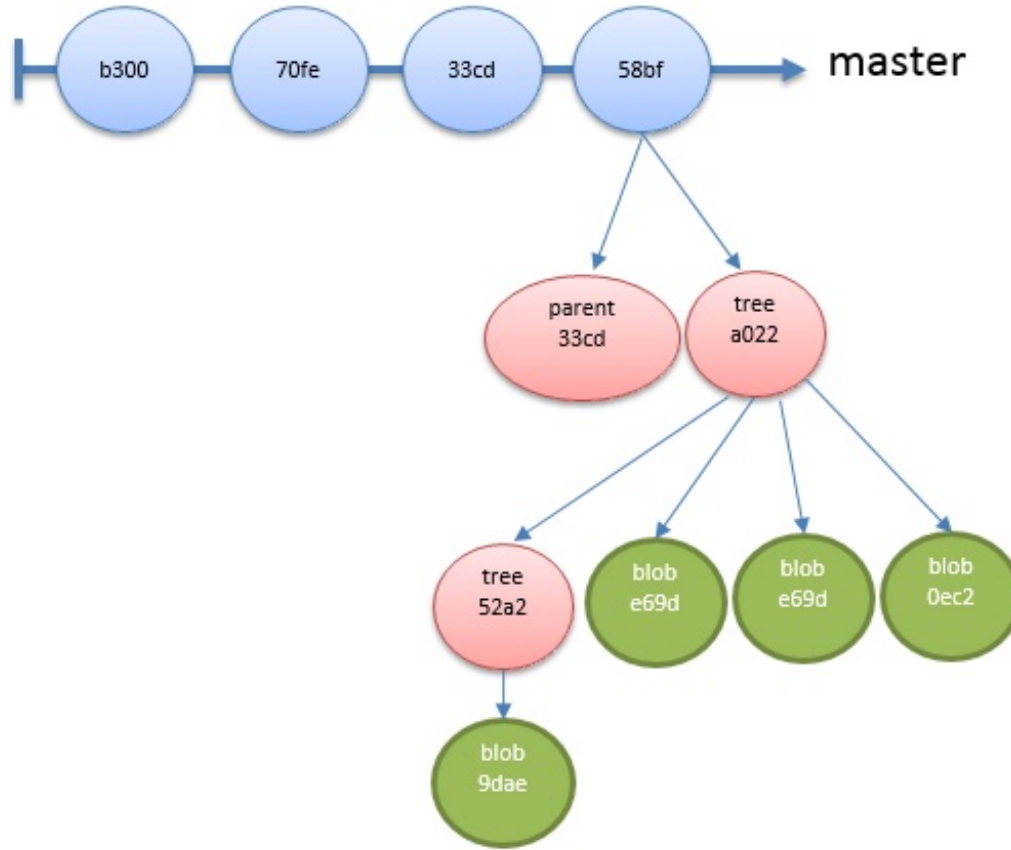 b300
70fe
33cd
58bf
master
parent
33cd
tree
a022
tree
52a2
blob
e69d
blob
e69d
blob
0ec2
blob
9dae